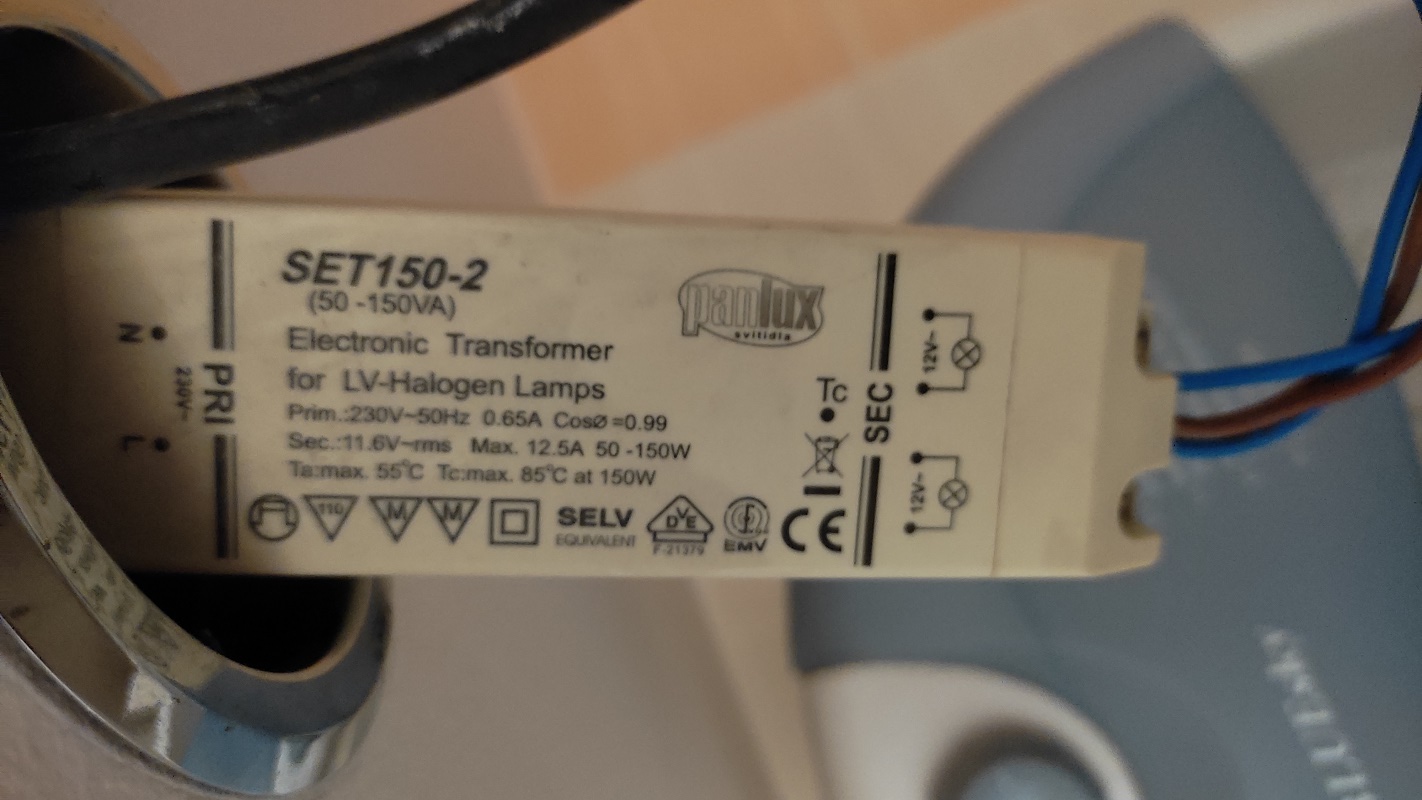 SET150-2
(50 -150VA)
Electronic Transformer
for LV-Halogen Lamps
Prim.:230V~50Hz 0.65A CosØ=0.99
Sec.:11.6V~rms Max. 12.5A 50 -150W
Ta:max. 55°C Tc:max. 85°C at 150W
N
230V~
L
PRI
panlux
svitidla
Tc
SEC
12V~
12V~
110
M
M
SELV
EQUIVALENT
DVE
F-21379
EMV
CE